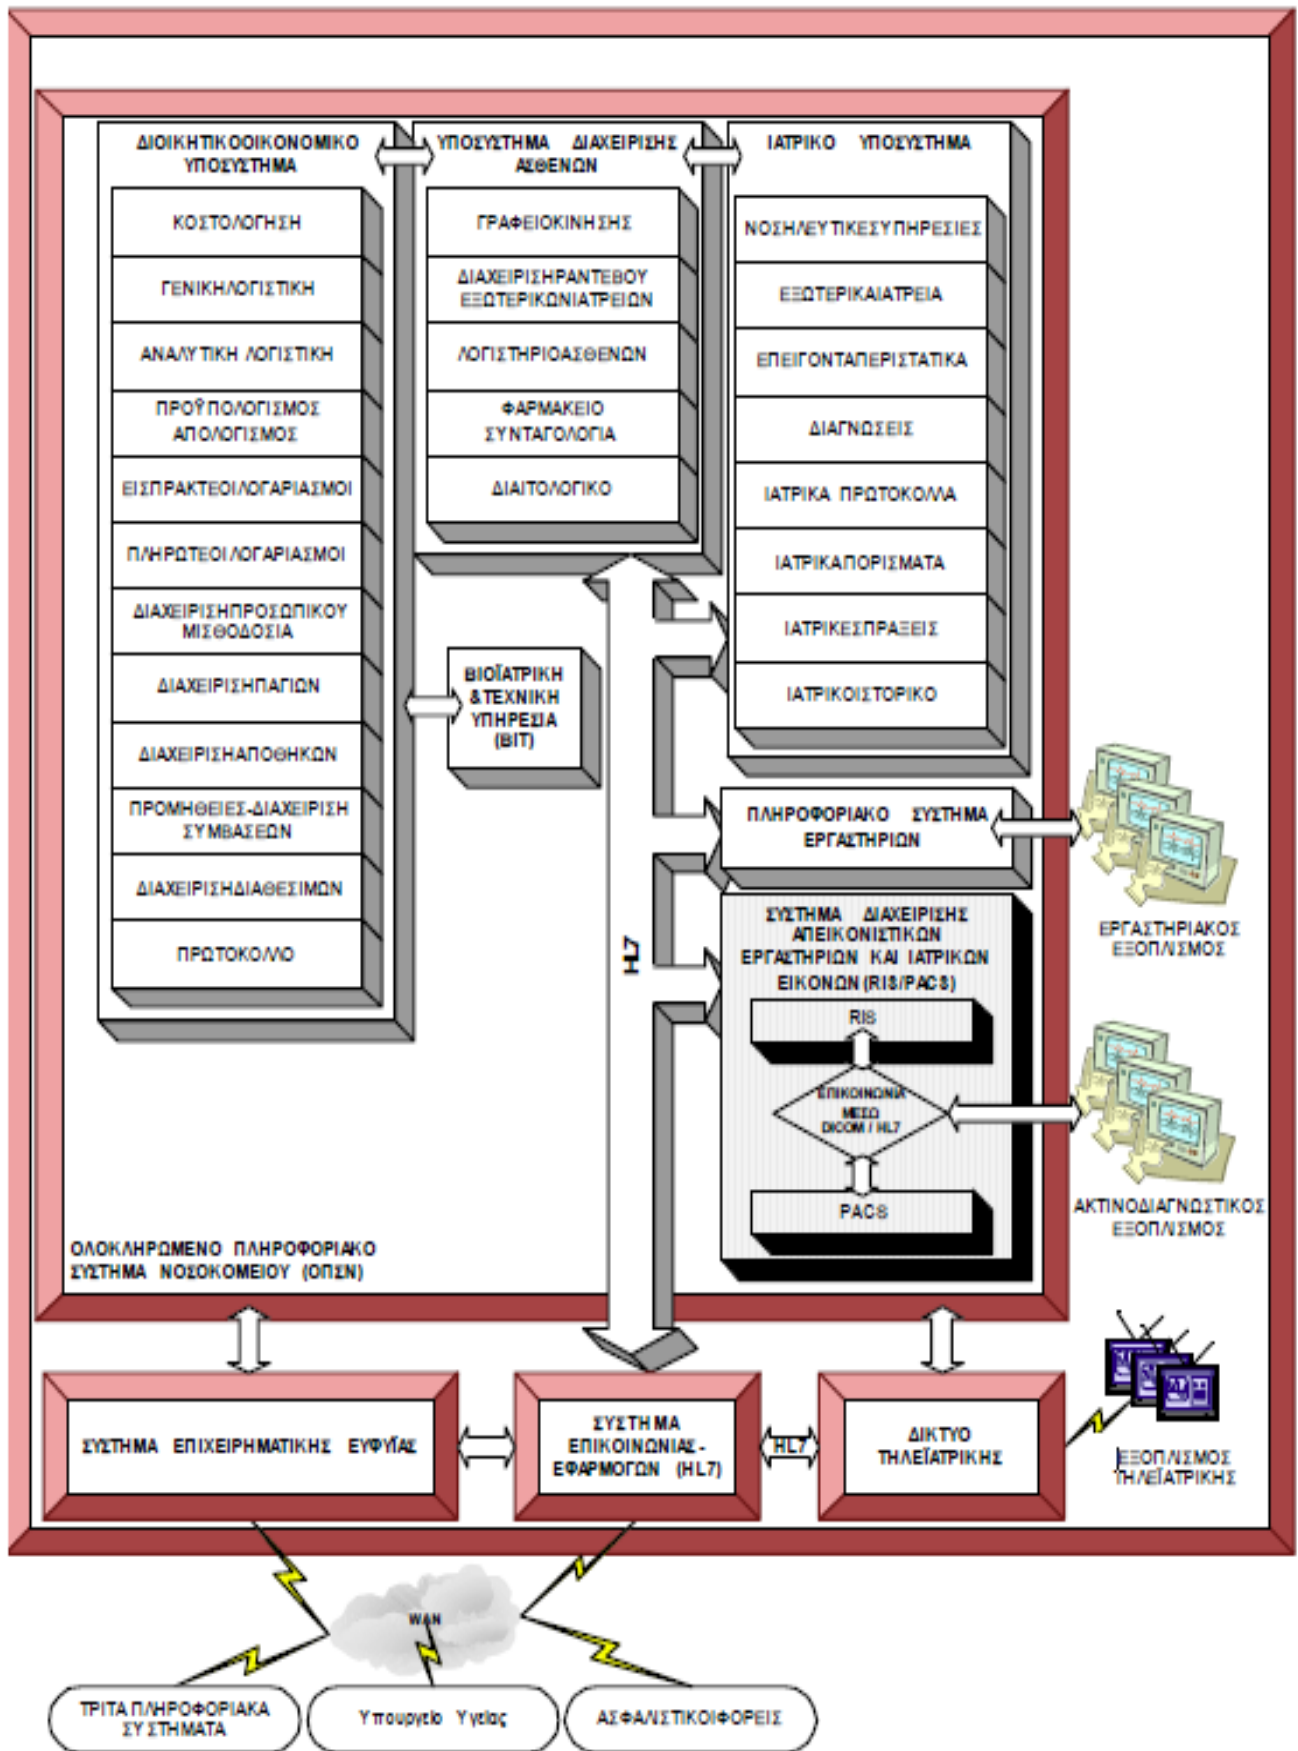 ΔΙΟΙΚΗΤΙΚΟΟΙΚΟΝΟΜΙΚΟ
ΥΠΟΣΥΣΤΗΜΑ
ΚΟΣΤΟΛΟΓΗΣΗ
ΓΕΝΙΚΗΛΟΓΙΣΤΙΚΗ
ΑΝΑΛΥΤΙΚΗ ΛΟΓΙΣΤΙΚΗ
ΠΡΟΫΠΟΛΟΓΙΣΜΟΣ
ΑΠΟΛΟΓΙΣΜΟΣ
ΕΙΣΠΡΑΚΤΕΟΙΛΟΓΑΡΙΑΣΜΟΙ
ΠΛΗΡΩΤΕΟΙ ΛΟΓΑΡΙΑΣΜΟΙ
ΔΙΑΧΕΙΡΙΣΗΠΡΟΣΩΠΙΚΟΥ
ΜΙΣΘΟΔΟΣΙΑ
ΔΙΑΧΕΙΡΙΣΗΠΑΓΙΩΝ
ΔΙΑΧΕΙΡΙΣΗΑΠΟΘΗΚΩΝ
ΠΡΟΜΗΘΕΙΕΣ-ΔΙΑΧΕΙΡΙΣΗ
ΣΥΜΒΑΣΕΩΝ
ΔΙΑΧΕΙΡΙΣΗΔΙΑΘΕΣΙΜΩΝ
ΠΡΩΤΟΚΟΛΛΟ
ΥΠΟΣΥΣΤΗΜΑ ΔΙΑΧΕΙΡΙΣΗΣ
ΑΣΘΕΝΩΝ
ΓΡΑΦΕΙΟΚΙΝΗΣΗΣ
ΔΙΑΧΕΙΡΙΣΗΡΑΝΤΕΒΟΥ
ΕΞΩΤΕΡΙΚΩΝΙΑΤΡΕΙΩΝ
ΛΟΓΙΣΤΗΡΙΟΑΣΘΕΝΩΝ
ΦΑΡΜΑΚΕΙΟ
ΣΥΝΤΑΓΟΛΟΓΙΑ
ΔΙΑΙΤΟΛΟΓΙΚΟ
ΙΑΤΡΙΚΟ ΥΠΟΣΥΣΤΗΜΑ
ΝΟΣΗΛΕΥΤΙΚΕΣΥΠΗΡΕΣΙΕΣ
ΕΞΩΤΕΡΙΚΑΙΑΤΡΕΙΑ
ΕΠΕΙΓΟΝΤΑΠΕΡΙΣΤΑΤΙΚΑ
ΔΙΑΓΝΩΣΕΙΣ
ΙΑΤΡΙΚΑ ΠΡΩΤΟΚΟΛΛΑ
ΙΑΤΡΙΚΑΠΟΡΙΣΜΑΤΑ
ΙΑΤΡΙΚΕΣΠΡΑΞΕΙΣ
ΙΑΤΡΙΚΟΙΣΤΟΡΙΚΟ
ΒΙΟΪΑΤΡΙΚΗ
&ΤΕΧΝΙΚΗ
ΥΠΗΡΕΣΙΑ
(ΒΙΤ)
HL7
ΠΛΗΡΟΦΟΡΙΑΚΟ ΣΥΣΤΗΜΑ
ΕΡΓΑΣΤΗΡΙΩΝ
ΕΡΓΑΣΤΗΡΙΑΚΟΣ
ΕΞΟΠΛΙΣΜΟΣ
ΣΥΣΤΗΜΑ ΔΙΑΧΕΙΡΙΣΗΣ
ΑΠΕΙΚΟΝΙΣΤΙΚΩΝ
ΕΡΓΑΣΤΗΡΙΩΝ ΚΑΙ ΙΑΤΡΙΚΩΝ
ΕΙΚΟΝΩΝ (RIS/PACS)
RIS
ΕΠΙΚΟΙΝΩΝΙΑ
ΜΕΣΩ
DICOM / HL7
PACS
ΑΚΤΙΝΟΔΙΑΓΝΩΣΤΙΚΟΣ
ΕΞΟΠΛΙΣΜΟΣ
ΟΛΟΚΛΗΡΩΜΕΝΟ ΠΛΗΡΟΦΟΡΙΑΚΟ
ΣΥΣΤΗΜΑ ΝΟΣΟΚΟΜΕΙΟΥ (ΟΠΣΝ)
ΣΥΣΤΗΜΑ ΕΠΙΧΕΙΡΗΜΑΤΙΚΗΣ ΕΥΦΥΪΑΣ
ΣΥΣΤΗΜΑ
ΕΠΙΚΟΙΝΩΝΙΑΣ-
ΕΦΑΡΜΟΓΩΝ (HL7)
HL7
ΔΙΚΤΥΟ
ΤΗΛΕΪΑΤΡΙΚΗΣ
ΕΞΟΠΛΙΣΜΟΣ
ΤΗΛΕΪΑΤΡΙΚΗΣ
WAN
ΤΡΙΤΑ ΠΛΗΡΟΦΟΡΙΑΚΑ
ΣΥΣΤΗΜΑΤΑ
Υπουργείο Υγείας
ΑΣΦΑΛΙΣΤΙΚΟΙΦΟΡΕΙΣ